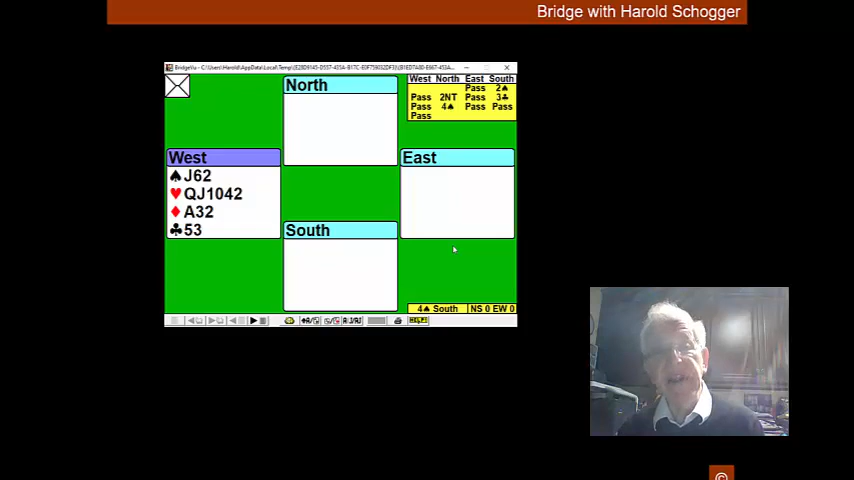 Bridge with Harold Schogger
North
West North East South
Pass 2♠
Pass 2NT Pass 3♣
Pass 4♠ Pass Pass
Pass
West
♠J62
♥QJ1042
♦A32
♣53
East
South
4♠ South
NS 0 EW 0
©